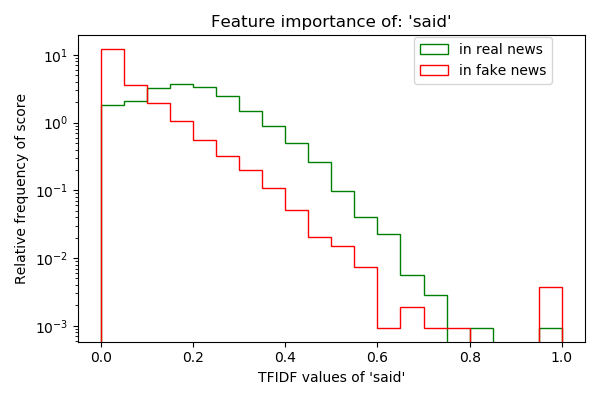 Feature importance of: 'said'
in real news
in fake news
Relative frequency of score
10¹
10⁰
10⁻¹
10⁻²
10⁻³
0.0 0.2 0.4 0.6 0.8 1.0
TFIDF values of 'said'